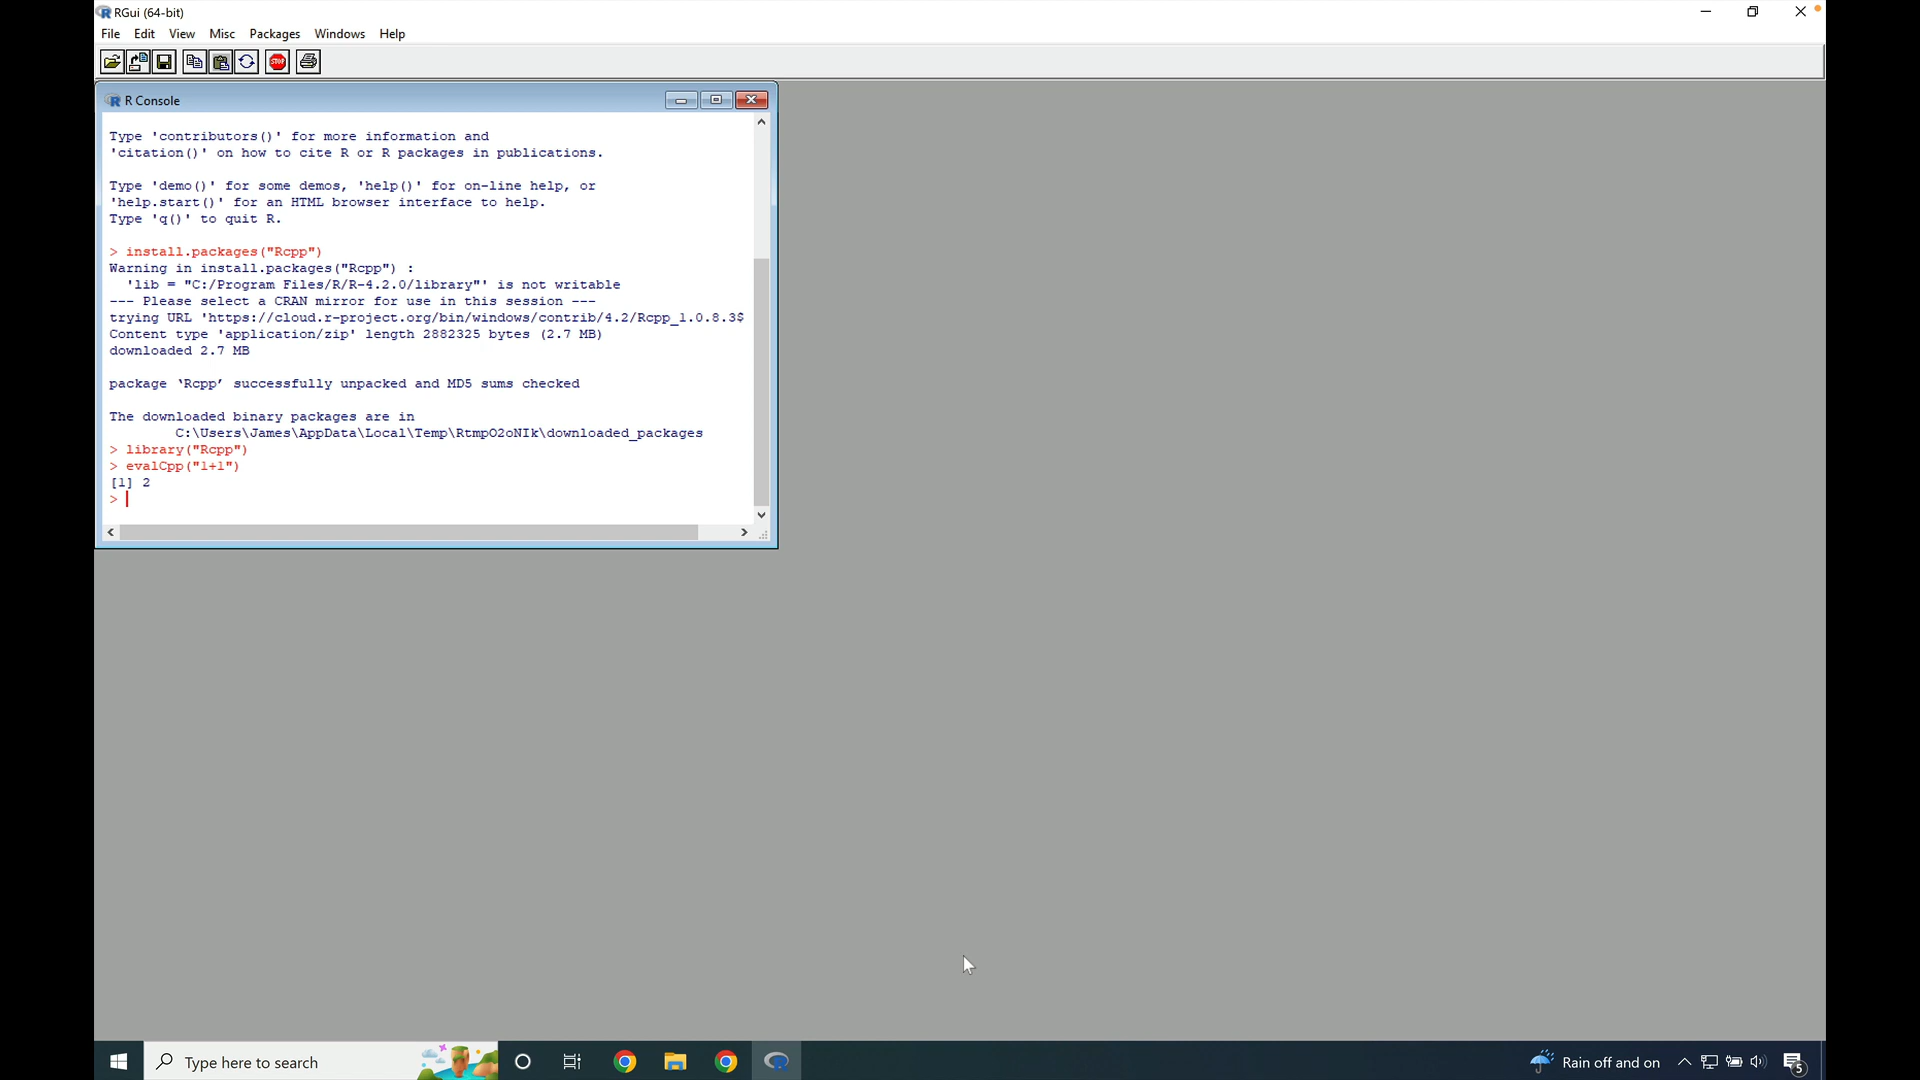 RGui (64-bit)
File Edit View Misc Packages Windows Help
STOP
R Console
Type 'contributors()' for more information and
'citation()' on how to cite R or R packages in publications.
Type 'demo()' for some demos, 'help()' for on-line help, or
'help.start()' for an HTML browser interface to help.
Type 'q()' to quit R.
> install.packages("Rcpp")
Warning in install.packages("Rcpp") :
'lib = "C:/Program Files/R/R-4.2.0/library"' is not writable
--- Please select a CRAN mirror for use in this session ---
trying URL 'https://cloud.r-project.org/bin/windows/contrib/4.2/Rcpp_1.0.8.3$
Content type 'application/zip' length 2882325 bytes (2.7 MB)
downloaded 2.7 MB
package ‘Rcpp’ successfully unpacked and MD5 sums checked
The downloaded binary packages are in
C:\Users\James\AppData\Local\Temp\RtmpO2oNIk\downloaded_packages
> library("Rcpp")
> evalCpp("1+1")
[1] 2
>
Type here to search
Rain off and on
5